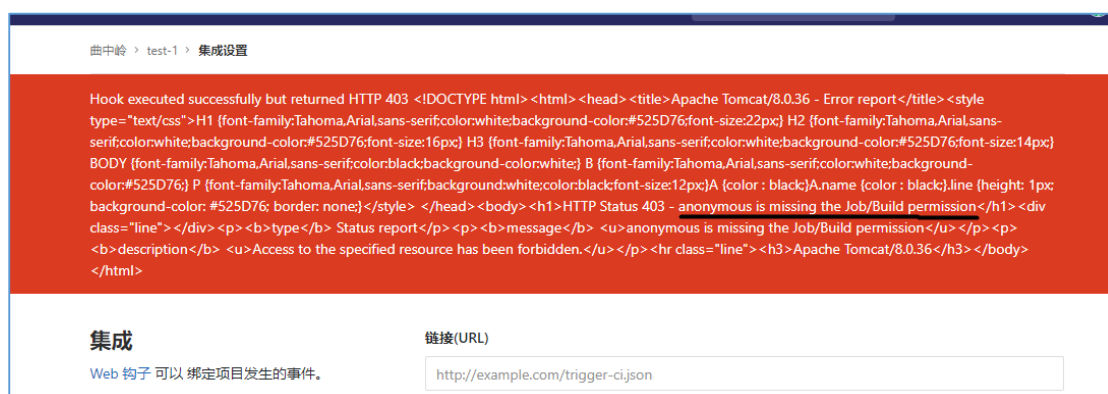 曲中岭 > test-1 > 集成设置
Hook executed successfully but returned HTTP 403 <!DOCTYPE html><html><head><title>Apache Tomcat/8.0.36 - Error report</title><style
type="text/css">H1 {font-family:Tahoma,Arial,sans-serif;color:white;background-color:#525D76;font-size:22px;} H2 {font-family:Tahoma,Arial,sans-
serif;color:white;background-color:#525D76;font-size:16px;} H3 {font-family:Tahoma,Arial,sans-serif;color:white;background-color:#525D76;font-size:14px;}
BODY {font-family:Tahoma,Arial,sans-serif;color:black;background-color:white;} B {font-family:Tahoma,Arial,sans-serif;color:white;background-
color:#525D76;} P {font-family:Tahoma,Arial,sans-serif;background:white;color:black;font-size:12px;}A {color : black;}A.name {color : black;}.line {height: 1px;
background-color: #525D76; border: none;}</style> </head><body><h1>HTTP Status 403 - anonymous is missing the Job/Build permission</h1><div
class="line"></div><p><b>type</b> Status report</p><p><b>message</b> <u>anonymous is missing the Job/Build permission</u></p><p>
<b>description</b> <u>Access to the specified resource has been forbidden.</u></p><hr class="line"><h3>Apache Tomcat/8.0.36</h3></body>
</html>
集成
Web 钩子 可以 绑定项目发生的事件。
链接(URL)
http://example.com/trigger-ci.json